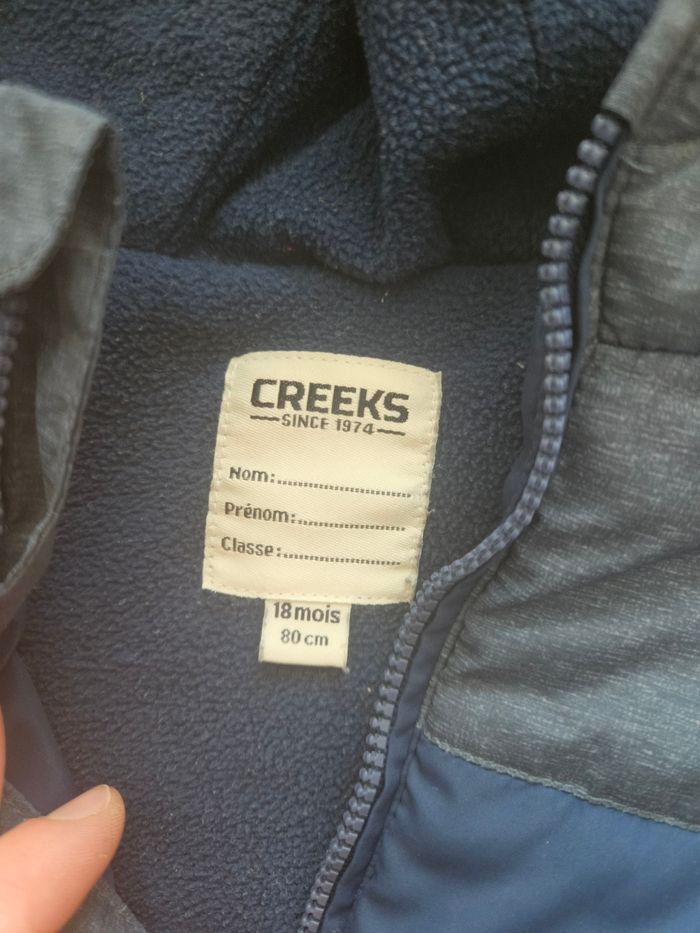 CREEKS
SINCE 1974
Nom:
Prénom:
Classe:
18 mois
80 cm